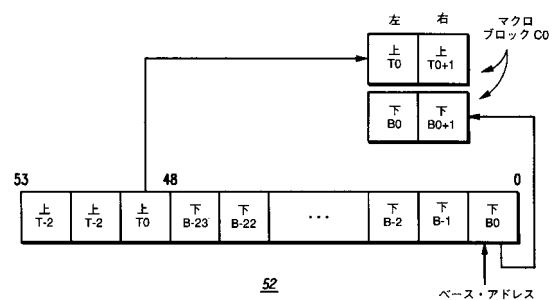 左 右
マクロ
ブロック C0
上 上
T0 T0+1
下 下
B0 B0+1
53 48 0
上 上 上 下 下 下 下 下
T-2 T-2 T0 B-23 B-22 ... B-2 B-1 B0
52
ベース・アドレス